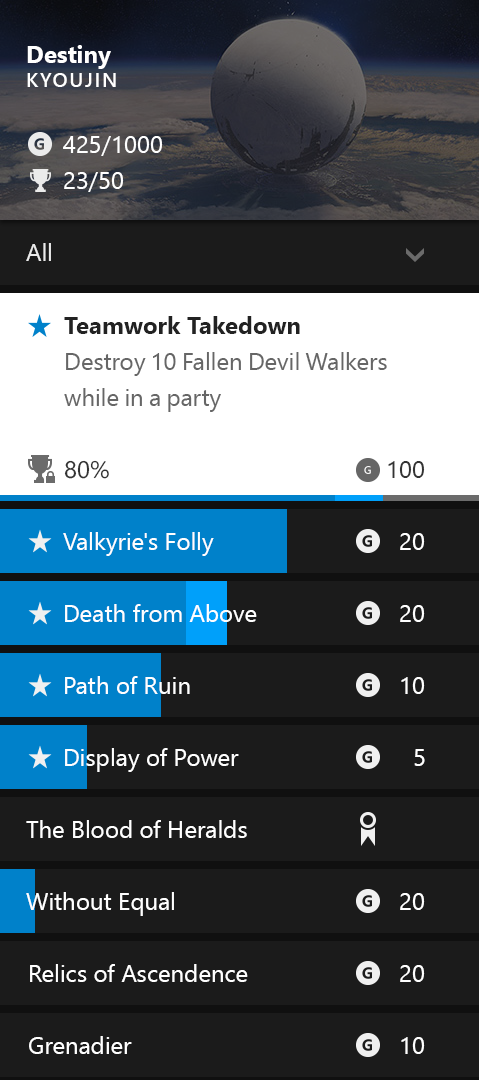 Destiny
KYOUJIN
G 425/1000
23/50
All
Teamwork Takedown
Destroy 10 Fallen Devil Walkers
while in a party
80% G 100
Valkyrie's Folly G 20
Death from Above G 20
Path of Ruin G 10
Display of Power G 5
The Blood of Heralds
Without Equal G 20
Relics of Ascendence G 20
Grenadier G 10